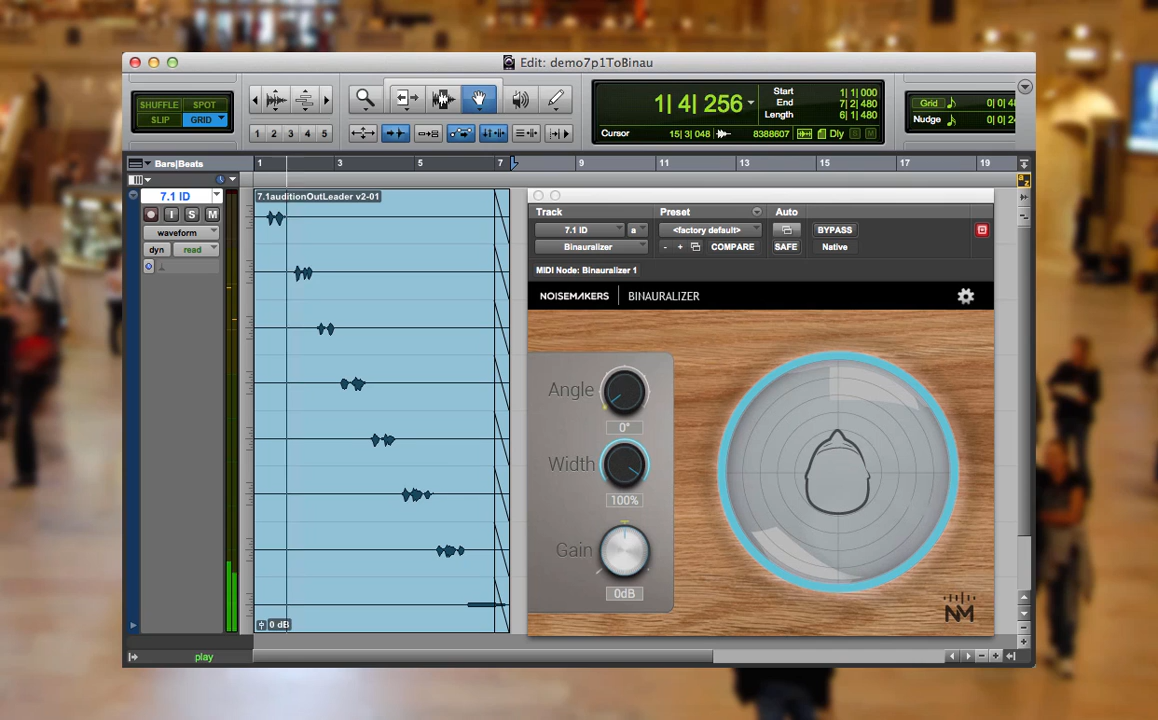 Edit: demo7p1ToBinau
SHUFFLE SPOT
SLIP GRID
1 2 3 4 5
1| 4| 256
Start 1| 1| 000
End 7| 2| 480
Length 6| 1| 480
Cursor 15| 3| 048 8388607 Dly S M
Grid 0| 0|
Nudge 0| 0|
Bars|Beats 1 3 5 7 9 11 13 15 17 19
a z
7.1 ID
I S M
waveform
dyn read
7.1auditionOutLeader v2-01
0 dB
play
Track Preset Auto
7.1 ID a <factory default> BYPASS
Binauralizer - + COMPARE SAFE Native
MIDI Node: Binauralizer 1
NOISEMAKERS BINAURALIZER
Angle
0°
Width
100%
Gain
0dB
NM